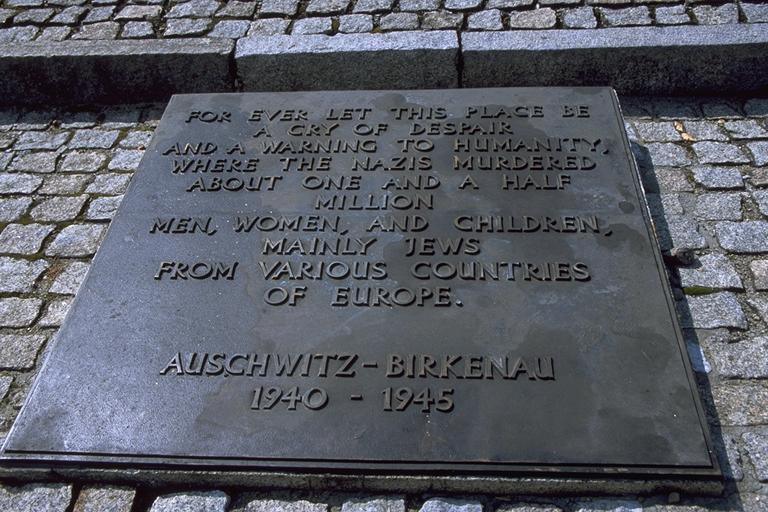 FOR EVER LET THIS PLACE BE
A CRY OF DESPAIR
AND A WARNING TO HUMANITY,
WHERE THE NAZIS MURDERED
ABOUT ONE AND A HALF
MILLION
MEN, WOMEN, AND CHILDREN,
MAINLY JEWS
FROM VARIOUS COUNTRIES
OF EUROPE.
AUSCHWITZ - BIRKENAU
1940 - 1945